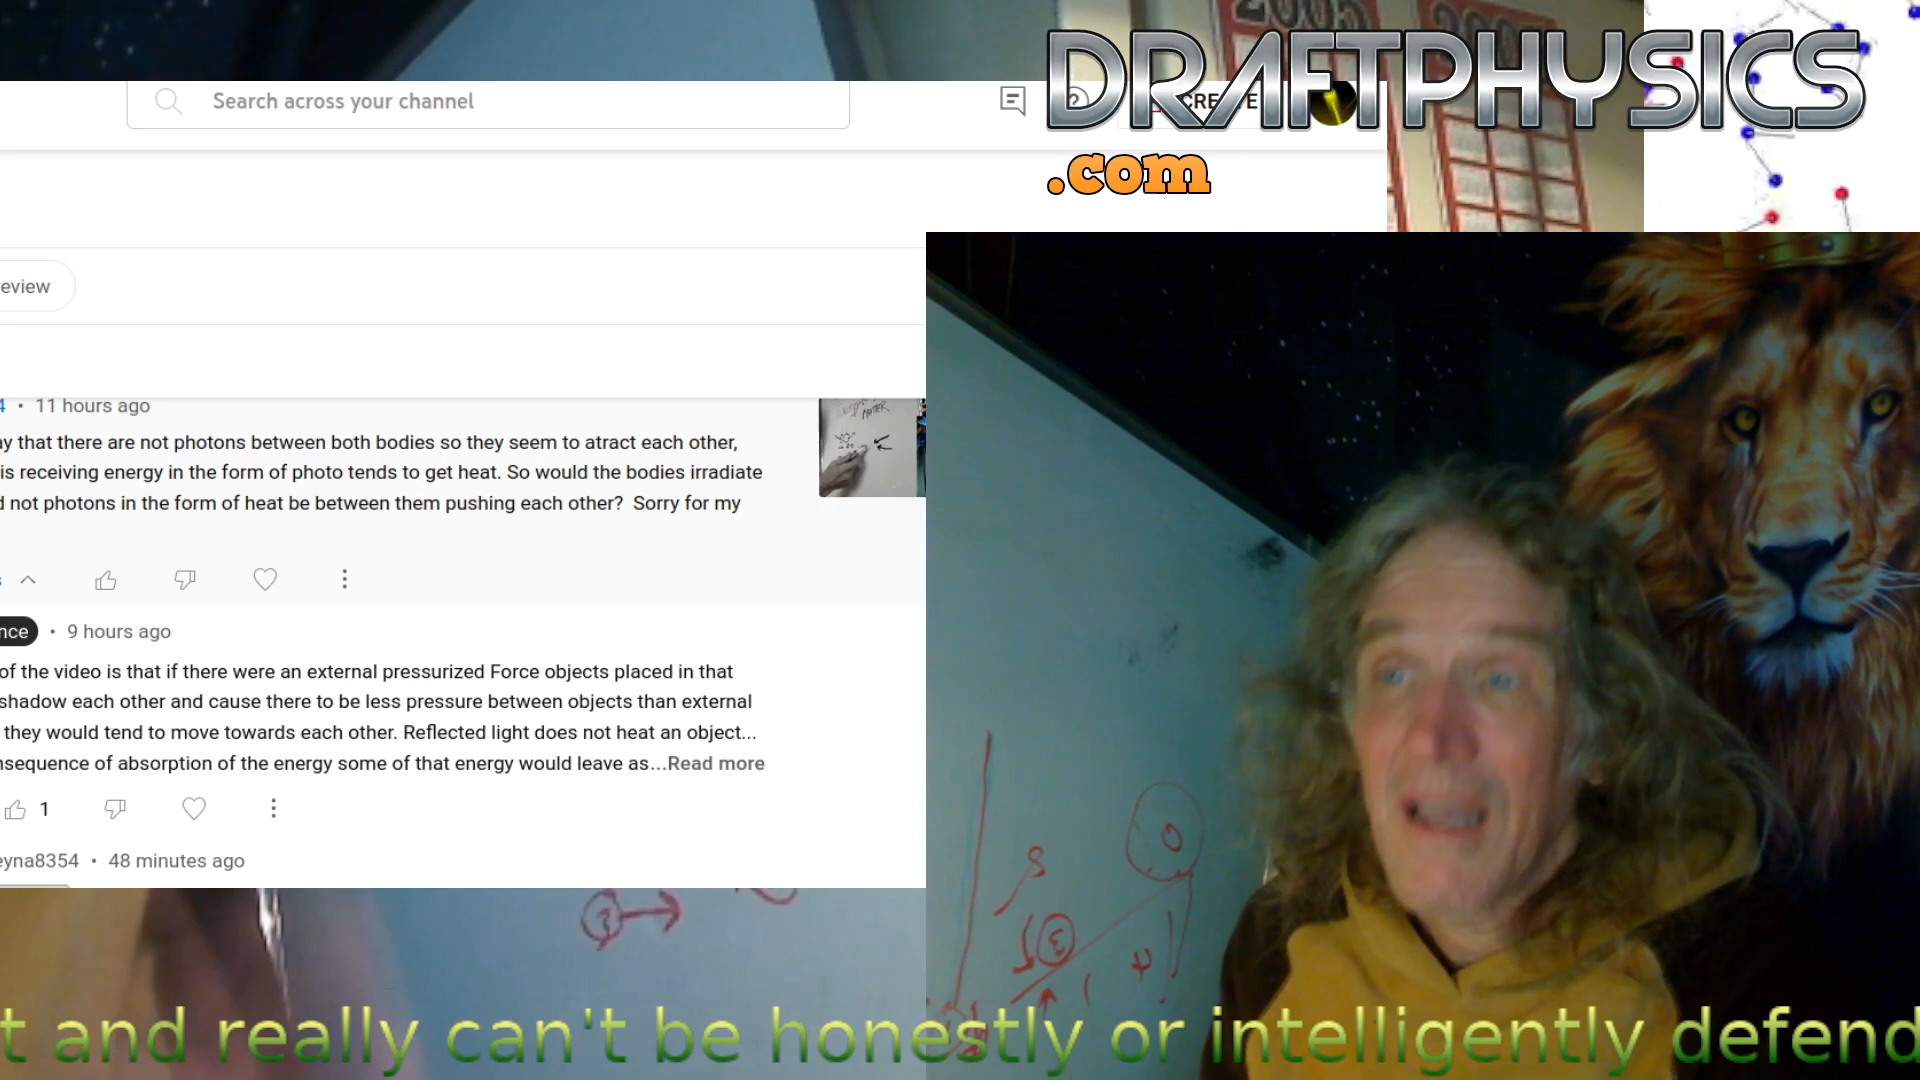 2005
DRAFTPHYSICS
.com
Search across your channel
CREATE
eview
4 • 11 hours ago
ay that there are not photons between both bodies so they seem to atract each other,
is receiving energy in the form of photo tends to get heat. So would the bodies irradiate
d not photons in the form of heat be between them pushing each other? Sorry for my
nce • 9 hours ago
of the video is that if there were an external pressurized Force objects placed in that
shadow each other and cause there to be less pressure between objects than external
they would tend to move towards each other. Reflected light does not heat an object...
nsequence of absorption of the energy some of that energy would leave as...Read more
1
eyna8354 • 48 minutes ago
t and really can't be honestly or intelligently defend